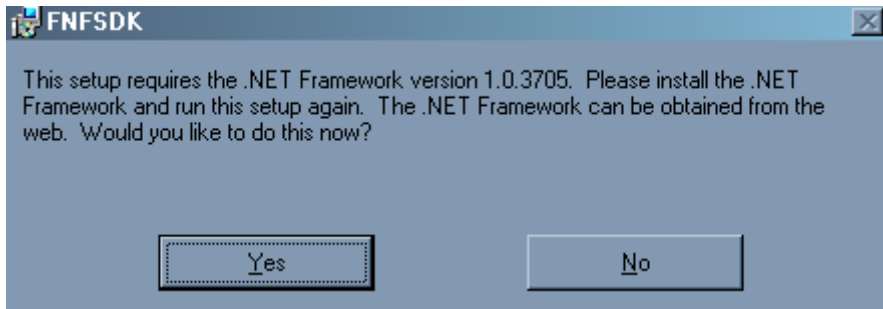 FNFSDK
This setup requires the .NET Framework version 1.0.3705.  Please install the .NET
Framework and run this setup again.  The .NET Framework can be obtained from the
web.  Would you like to do this now?
Yes
No